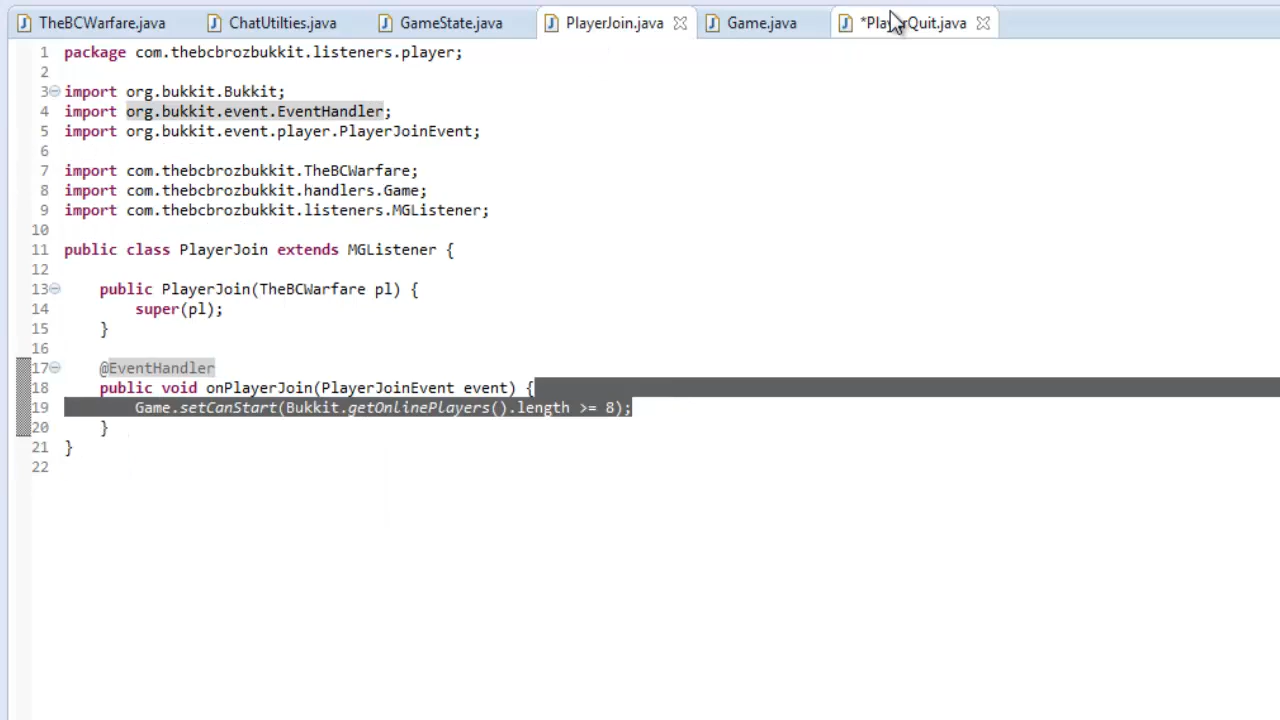 TheBCWarfare.java ChatUtilties.java GameState.java PlayerJoin.java Game.java *PlayerQuit.java
1 package com.thebcbrozbukkit.listeners.player;
2
3 import org.bukkit.Bukkit;
4 import org.bukkit.event.EventHandler;
5 import org.bukkit.event.player.PlayerJoinEvent;
6
7 import com.thebcbrozbukkit.TheBCWarfare;
8 import com.thebcbrozbukkit.handlers.Game;
9 import com.thebcbrozbukkit.listeners.MGListener;
10
11 public class PlayerJoin extends MGListener {
12
13 public PlayerJoin(TheBCWarfare pl) {
14 super(pl);
15 }
16
17 @EventHandler
18 public void onPlayerJoin(PlayerJoinEvent event) {
19 Game.setCanStart(Bukkit.getOnlinePlayers().length >= 8);
20 }
21 }
22